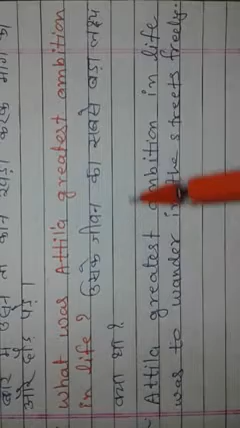 और दौड़ पड़े।
What was Attila greatest ambition
in life? उसके जीवन का सबसे बड़ा लक्ष्य
क्या था?
Attila greatest ambition in life
was to wander in the streets freely..